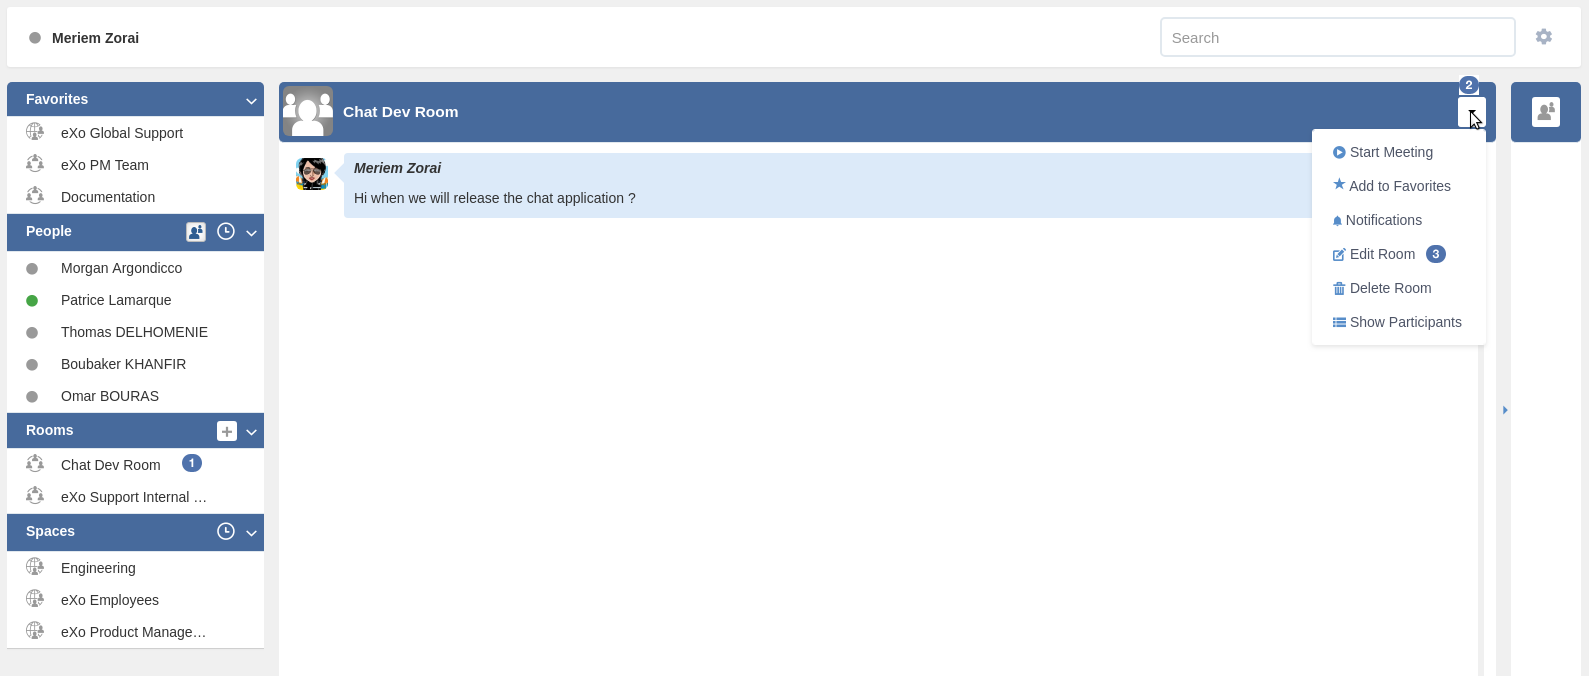 Meriem Zorai
Search
Favorites
eXo Global Support
eXo PM Team
Documentation
People
Morgan Argondicco
Patrice Lamarque
Thomas DELHOMENIE
Boubaker KHANFIR
Omar BOURAS
Rooms
Chat Dev Room 1
eXo Support Internal …
Spaces
Engineering
eXo Employees
eXo Product Manage…
2
Chat Dev Room
Meriem Zorai
Hi when we will release the chat application ?
Start Meeting
Add to Favorites
Notifications
Edit Room 3
Delete Room
Show Participants